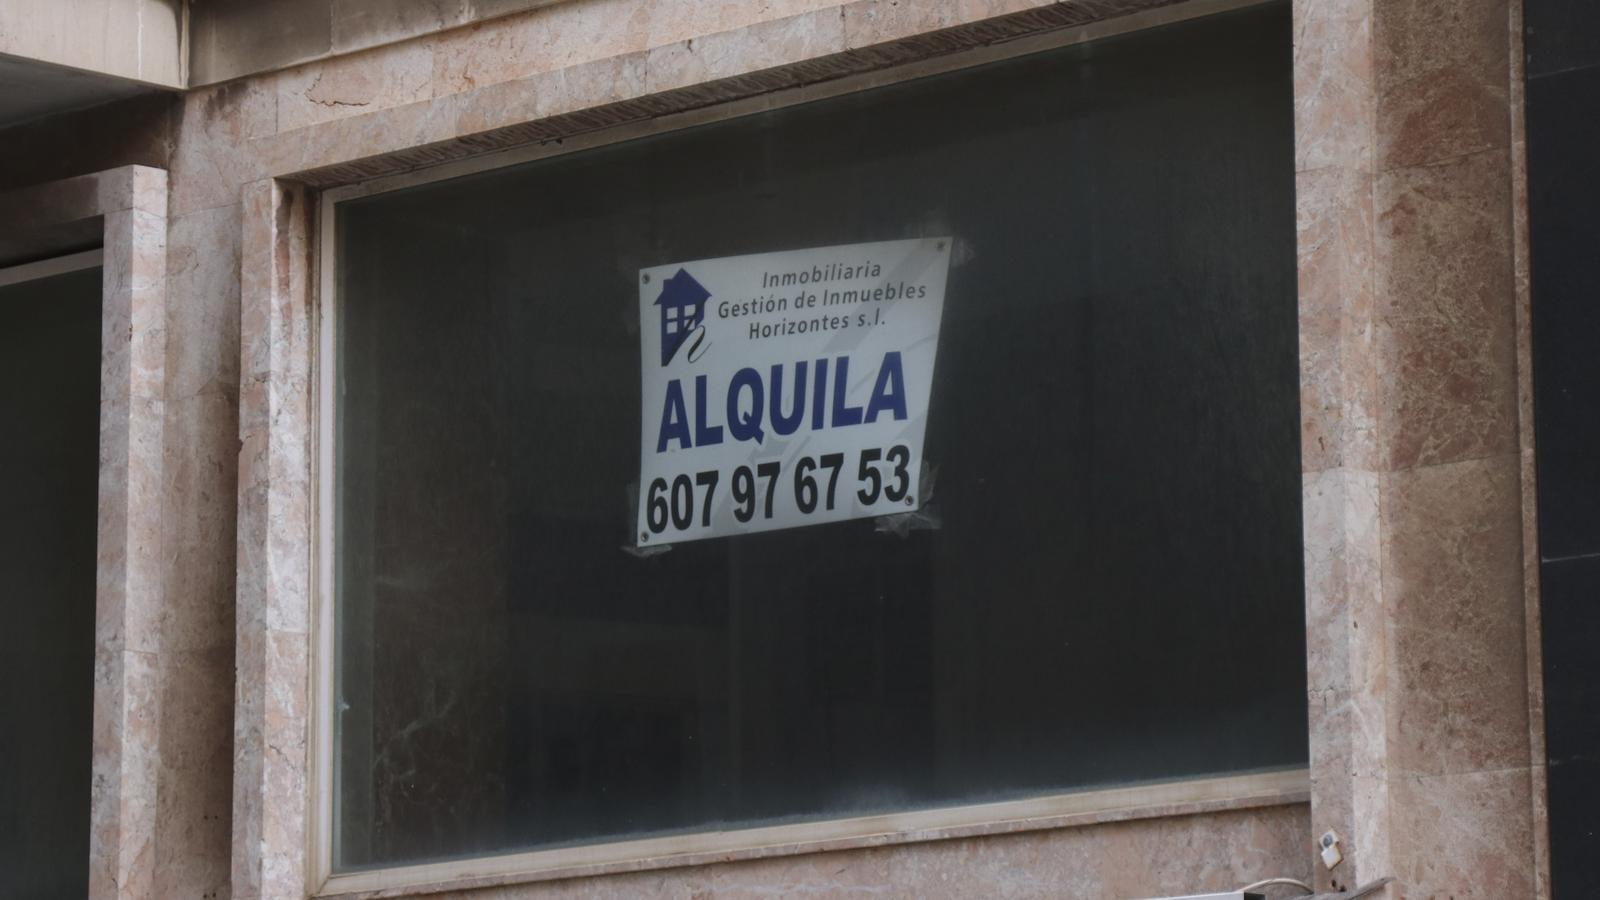 Inmobiliaria
Gestión de Inmuebles
Horizontes s.l.
ALQUILA
607 97 67 53